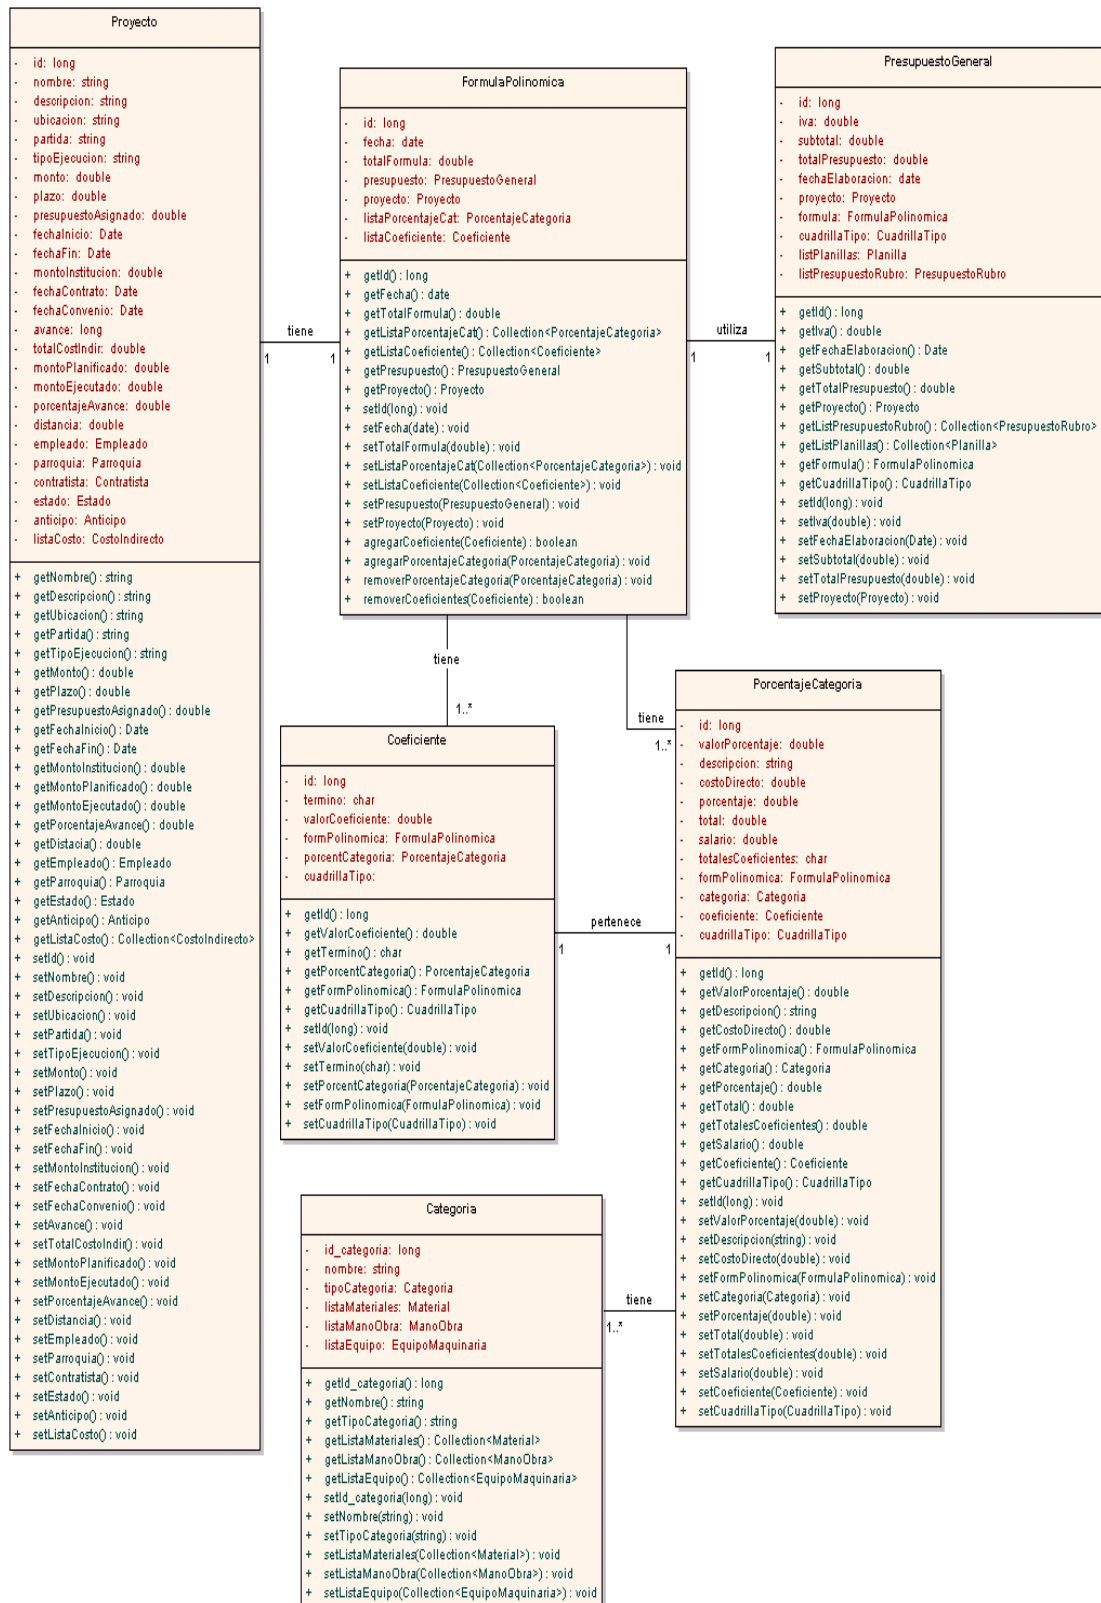 Proyecto
- id: long
- nombre: string
- descripcion: string
- ubicacion: string
- partida: string
- tipoEjecucion: string
- monto: double
- plazo: double
- presupuestoAsignado: double
- fechaInicio: Date
- fechaFin: Date
- montoInstitucion: double
- fechaContrato: Date
- fechaConvenio: Date
- avance: long
- totalCostIndir: double
- montoPlanificado: double
- montoEjecutado: double
- porcentajeAvance: double
- distancia: double
- empleado: Empleado
- parroquia: Parroquia
- contratista: Contratista
- estado: Estado
- anticipo: Anticipo
- listaCosto: CostoIndirecto
+ getNombre() : string
+ getDescripcion() : string
+ getUbicacion() : string
+ getPartida() : string
+ getTipoEjecucion() : string
+ getMonto() : double
+ getPlazo() : double
+ getPresupuestoAsignado() : double
+ getFechaInicio() : Date
+ getFechaFin() : Date
+ getMontoInstitucion() : double
+ getMontoPlanificado() : double
+ getMontoEjecutado() : double
+ getPorcentajeAvance() : double
+ getDistacia() : double
+ getEmpleado() : Empleado
+ getParroquia() : Parroquia
+ getEstado() : Estado
+ getAnticipo() : Anticipo
+ getListaCosto() : Collection<CostoIndirecto>
+ setId() : void
+ setNombre() : void
+ setDescripcion() : void
+ setUbicacion() : void
+ setPartida() : void
+ setTipoEjecucion() : void
+ setMonto() : void
+ setPlazo() : void
+ setPresupuestoAsignado() : void
+ setFechaInicio() : void
+ setFechaFin() : void
+ setMontoInstitucion() : void
+ setFechaContrato() : void
+ setFechaConvenio() : void
+ setAvance() : void
+ setTotalCostoIndir() : void
+ setMontoPlanificado() : void
+ setMontoEjecutado() : void
+ setPorcentajeAvance() : void
+ setDistancia() : void
+ setEmpleado() : void
+ setParroquia() : void
+ setContratista() : void
+ setEstado() : void
+ setAnticipo() : void
+ setListaCosto() : void
tiene
1
1
FormulaPolinomica
- id: long
- fecha: date
- totalFormula: double
- presupuesto: PresupuestoGeneral
- proyecto: Proyecto
- listaPorcentajeCat: PorcentajeCategoria
- listaCoeficiente: Coeficiente
+ getId() : long
+ getFecha() : date
+ getTotalFormula() : double
+ getListaPorcentajeCat() : Collection<PorcentajeCategoria>
+ getListaCoeficiente() : Collection<Coeficiente>
+ getPresupuesto() : PresupuestoGeneral
+ getProyecto() : Proyecto
+ setId(long) : void
+ setFecha(date) : void
+ setTotalFormula(double) : void
+ setListaPorcentajeCat(Collection<PorcentajeCategoria>) : void
+ setListaCoeficiente(Collection<Coeficiente>) : void
+ setPresupuesto(PresupuestoGeneral) : void
+ setProyecto(Proyecto) : void
+ agregarCoeficiente(Coeficiente) : boolean
+ agregarPorcentajeCategoria(PorcentajeCategoria) : void
+ removerPorcentajeCategoria(PorcentajeCategoria) : void
+ removerCoeficientes(Coeficiente) : boolean
utiliza
1
1
PresupuestoGeneral
- id: long
- iva: double
- subtotal: double
- totalPresupuesto: double
- fechaElaboracion: date
- proyecto: Proyecto
- formula: FormulaPolinomica
- cuadrillaTipo: CuadrillaTipo
- listPlanillas: Planilla
- listPresupuestoRubro: PresupuestoRubro
+ getId() : long
+ getIva() : double
+ getFechaElaboracion() : Date
+ getSubtotal() : double
+ getTotalPresupuesto() : double
+ getProyecto() : Proyecto
+ getListPresupuestoRubro() : Collection<PresupuestoRubro>
+ getListPlanillas() : Collection<Planilla>
+ getFormula() : FormulaPolinomica
+ getCuadrillaTipo() : CuadrillaTipo
+ setId(long) : void
+ setIva(double) : void
+ setFechaElaboracion(Date) : void
+ setSubtotal(double) : void
+ setTotalPresupuesto(double) : void
+ setProyecto(Proyecto) : void
tiene
1..*
tiene
1..*
Coeficiente
- id: long
- termino: char
- valorCoeficiente: double
- formPolinomica: FormulaPolinomica
- porcentCategoria: PorcentajeCategoria
- cuadrillaTipo:
+ getId() : long
+ getValorCoeficiente() : double
+ getTermino() : char
+ getPorcentCategoria() : PorcentajeCategoria
+ getFormPolinomica() : FormulaPolinomica
+ getCuadrillaTipo() : CuadrillaTipo
+ setId(long) : void
+ setValorCoeficiente(double) : void
+ setTermino(char) : void
+ setPorcentCategoria(PorcentajeCategoria) : void
+ setFormPolinomica(FormulaPolinomica) : void
+ setCuadrillaTipo(CuadrillaTipo) : void
pertenece
1
1
PorcentajeCategoria
- id: long
- valorPorcentaje: double
- descripcion: string
- costoDirecto: double
- porcentaje: double
- total: double
- salario: double
- totalesCoeficientes: char
- formPolinomica: FormulaPolinomica
- categoria: Categoria
- coeficiente: Coeficiente
- cuadrillaTipo: CuadrillaTipo
+ getId() : long
+ getValorPorcentaje() : double
+ getDescripcion() : string
+ getCostoDirecto() : double
+ getFormPolinomica() : FormulaPolinomica
+ getCategoria() : Categoria
+ getPorcentaje() : double
+ getTotal() : double
+ getTotalesCoeficientes() : double
+ getSalario() : double
+ getCoeficiente() : Coeficiente
+ getCuadrillaTipo() : CuadrillaTipo
+ setId(long) : void
+ setValorPorcentaje(double) : void
+ setDescripcion(string) : void
+ setCostoDirecto(double) : void
+ setFormPolinomica(FormulaPolinomica) : void
+ setCategoria(Categoria) : void
+ setPorcentaje(double) : void
+ setTotal(double) : void
+ setTotalesCoeficientes(double) : void
+ setSalario(double) : void
+ setCoeficiente(Coeficiente) : void
+ setCuadrillaTipo(CuadrillaTipo) : void
tiene
1..*
Categoria
- id_categoria: long
- nombre: string
- tipoCategoria: Categoria
- listaMateriales: Material
- listaManoObra: ManoObra
- listaEquipo: EquipoMaquinaria
+ getId_categoria() : long
+ getNombre() : string
+ getTipoCategoria() : string
+ getListaMateriales() : Collection<Material>
+ getListaManoObra() : Collection<ManoObra>
+ getListaEquipo() : Collection<EquipoMaquinaria>
+ setId_categoria(long) : void
+ setNombre(string) : void
+ setTipoCategoria(string) : void
+ setListaMateriales(Collection<Material>) : void
+ setListaManoObra(Collection<ManoObra>) : void
+ setListaEquipo(Collection<EquipoMaquinaria>) : void